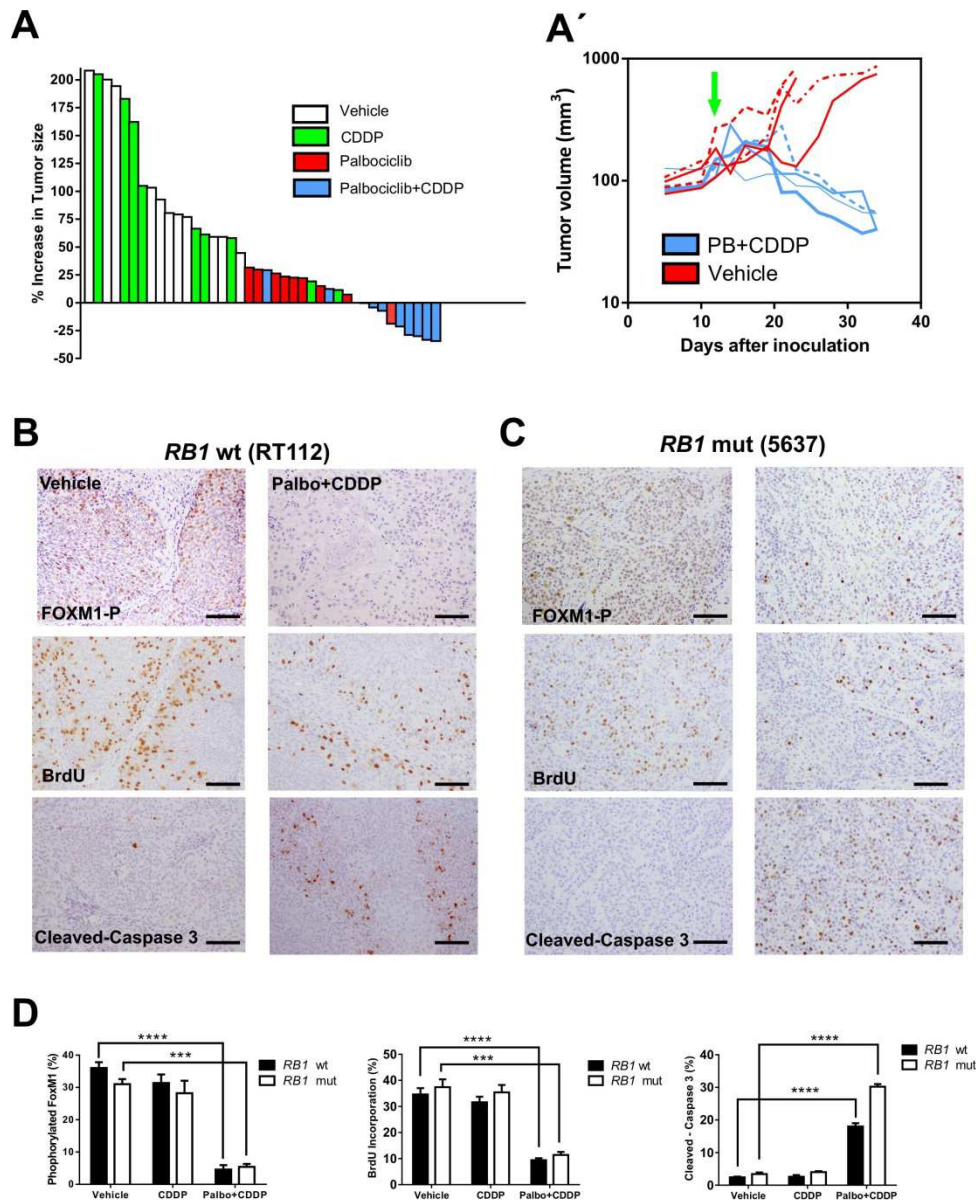 A
% Increase in Tumor size
200
175
150
125
100
75
50
25
0
-25
-50
Vehicle
CDDP
Palbociclib
Palbociclib+CDDP
A´
Tumor volume (mm3)
1000
100
10
0 10 20 30 40
Days after inoculation
PB+CDDP
Vehicle
B
RB1 wt (RT112)
Vehicle
Palbo+CDDP
FOXM1-P
BrdU
Cleaved-Caspase 3
C
RB1 mut (5637)
FOXM1-P
BrdU
Cleaved-Caspase 3
D
Phophorylated FoxM1 (%)
40
30
20
10
0
****
***
RB1 wt
RB1 mut
Vehicle CDDP Palbo+CDDP
BrdU Incorporation (%)
50
40
30
20
10
0
****
***
RB1 wt
RB1 mut
Vehicle CDDP Palbo+CDDP
Cleaved - Caspase 3 (%)
40
30
20
10
0
****
****
RB1 wt
RB1 mut
Vehicle CDDP Palbo+CDDP